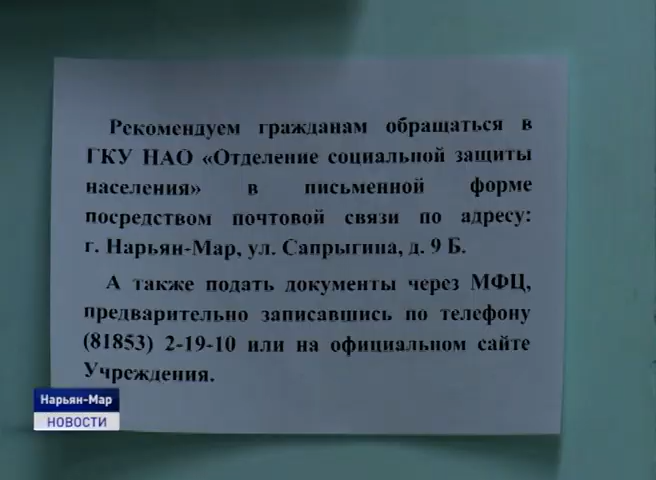 Рекомендуем гражданам обращаться в
ГКУ НАО «Отделение социальной защиты
населения» в письменной форме
посредством почтовой связи по адресу:
г. Нарьян-Мар, ул. Сапрыгина, д. 9 Б.
А также подать документы через МФЦ,
предварительно записавшись по телефону
(81853) 2-19-10 или на официальном сайте
Учреждения.
Нарьян-Мар
НОВОСТИ